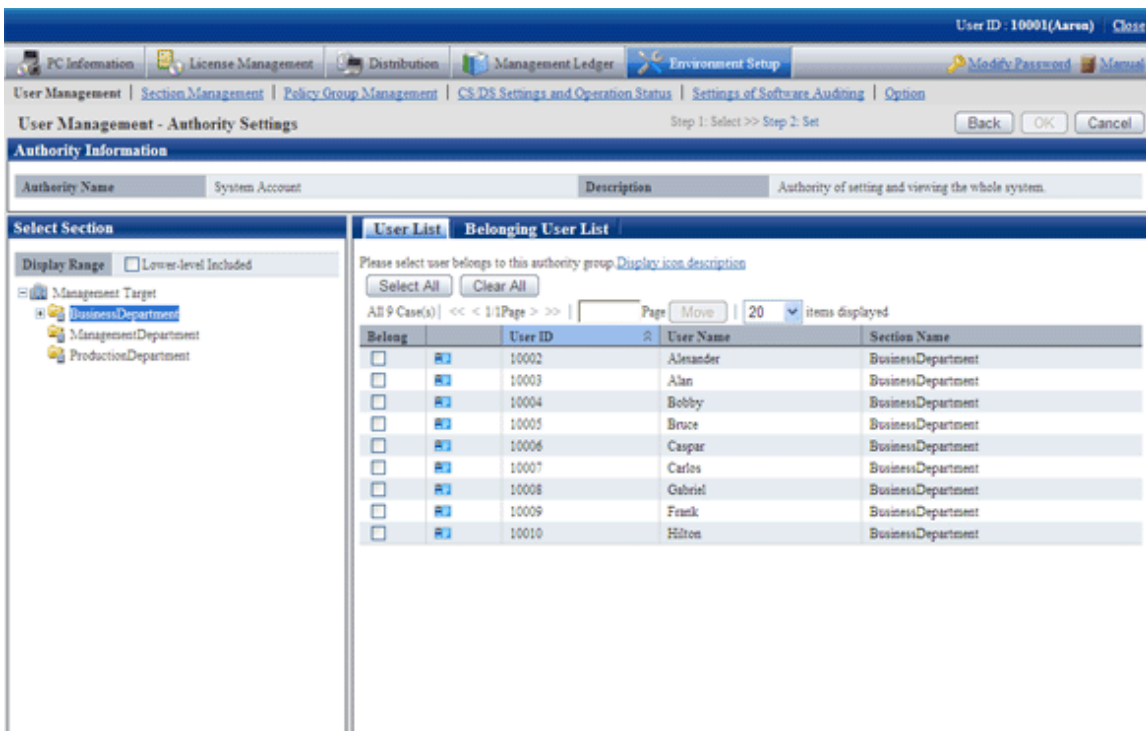 User ID : 10001(Aaron) Close
PC Infomation License Management Distribution Management Ledger Environment Setup Modify Password Manual
User Management | Section Management | Policy Group Management | CS/DS Settings and Operation Status | Settings of Software Auditing | Option
User Management - Authority Settings Step 1: Select >> Step 2: Set Back OK Cancel
Authority Information
Authority Name System Account Description Authority of setting and viewing the whole system.
Select Section
Display Range Lower-level Included
Management Target
BusinessDepartment
ManagementDepartment
ProductionDepartment
User List Belonging User List
Please select user belongs to this authority group.Display icon description
Select All Clear All
All 9 Case(s) | << < 1/1Page > >> | Page Move | 20 items displayed
Belong User ID User Name Section Name
10002 Alexander BusinessDepartment
10003 Alan BusinessDepartment
10004 Bobby BusinessDepartment
10005 Bruce BusinessDepartment
10006 Caspar BusinessDepartment
10007 Carlos BusinessDepartment
10008 Gabriel BusinessDepartment
10009 Frank BusinessDepartment
10010 Hilton BusinessDepartment